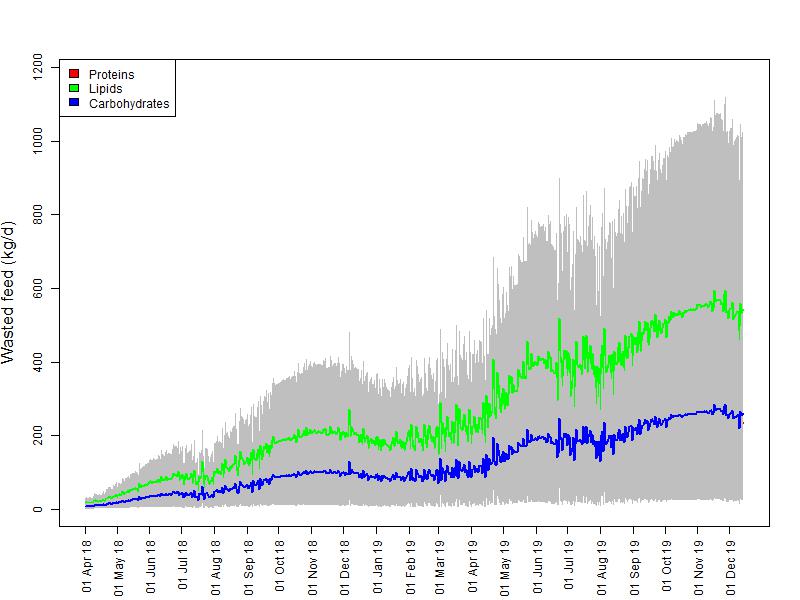 Proteins
Lipids
Carbohydrates
Wasted feed (kg/d)
1200
1000
800
600
400
200
0
01 Apr 18
01 May 18
01 Jun 18
01 Jul 18
01 Aug 18
01 Sep 18
01 Oct 18
01 Nov 18
01 Dec 18
01 Jan 19
01 Feb 19
01 Mar 19
01 Apr 19
01 May 19
01 Jun 19
01 Jul 19
01 Aug 19
01 Sep 19
01 Oct 19
01 Nov 19
01 Dec 19